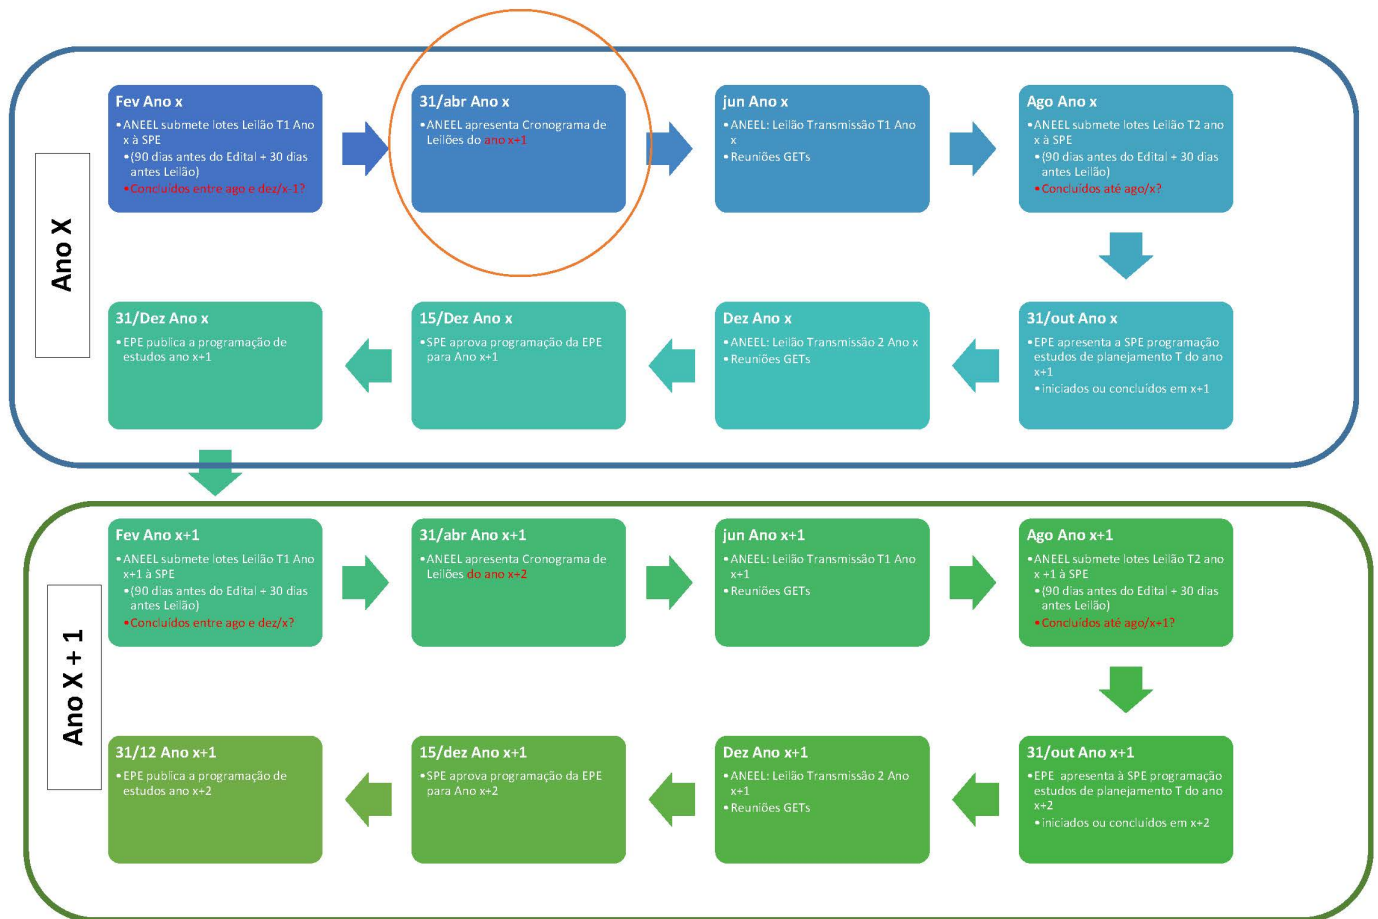 Ano X
Fev Ano x
•ANEEL submete lotes Leilão T1 Ano
x à SPE
•(90 dias antes do Edital + 30 dias
antes Leilão)
•Concluídos entre ago e dez/x-1?
31/abr Ano x
•ANEEL apresenta Cronograma de
Leilões do ano x+1
jun Ano x
•ANEEL: Leilão Transmissão T1 Ano
x
•Reuniões GETs
Ago Ano x
•ANEEL submete lotes Leilão T2 ano
x à SPE
•(90 dias antes do Edital + 30 dias
antes Leilão)
•Concluídos até ago/x?
31/out Ano x
•EPE apresenta a SPE programação
estudos de planejamento T do ano
x+1
•iniciados ou concluídos em x+1
Dez Ano x
•ANEEL: Leilão Transmissão 2 Ano x
•Reuniões GETs
15/Dez Ano x
•SPE aprova programação da EPE
para Ano x+1
31/Dez Ano x
•EPE publica a programação de
estudos ano x+1
Ano X + 1
Fev Ano x+1
•ANEEL submete lotes Leilão T1 Ano
x+1 à SPE
•(90 dias antes do Edital + 30 dias
antes Leilão)
•Concluídos entre ago e dez/x?
31/abr Ano x+1
•ANEEL apresenta Cronograma de
Leilões do ano x+2
jun Ano x+1
•ANEEL: Leilão Transmissão T1 Ano
x+1
•Reuniões GETs
Ago Ano x+1
•ANEEL submete lotes Leilão T2 ano
x +1 à SPE
•(90 dias antes do Edital + 30 dias
antes Leilão)
•Concluídos até ago/x+1?
31/out Ano x+1
•EPE apresenta à SPE programação
estudos de planejamento T do ano
x+2
•iniciados ou concluídos em x+2
Dez Ano x+1
•ANEEL: Leilão Transmissão 2 Ano
x+1
•Reuniões GETs
15/dez Ano x+1
•SPE aprova programação da EPE
para Ano x+2
31/12 Ano x+1
•EPE publica a programação de
estudos ano x+2